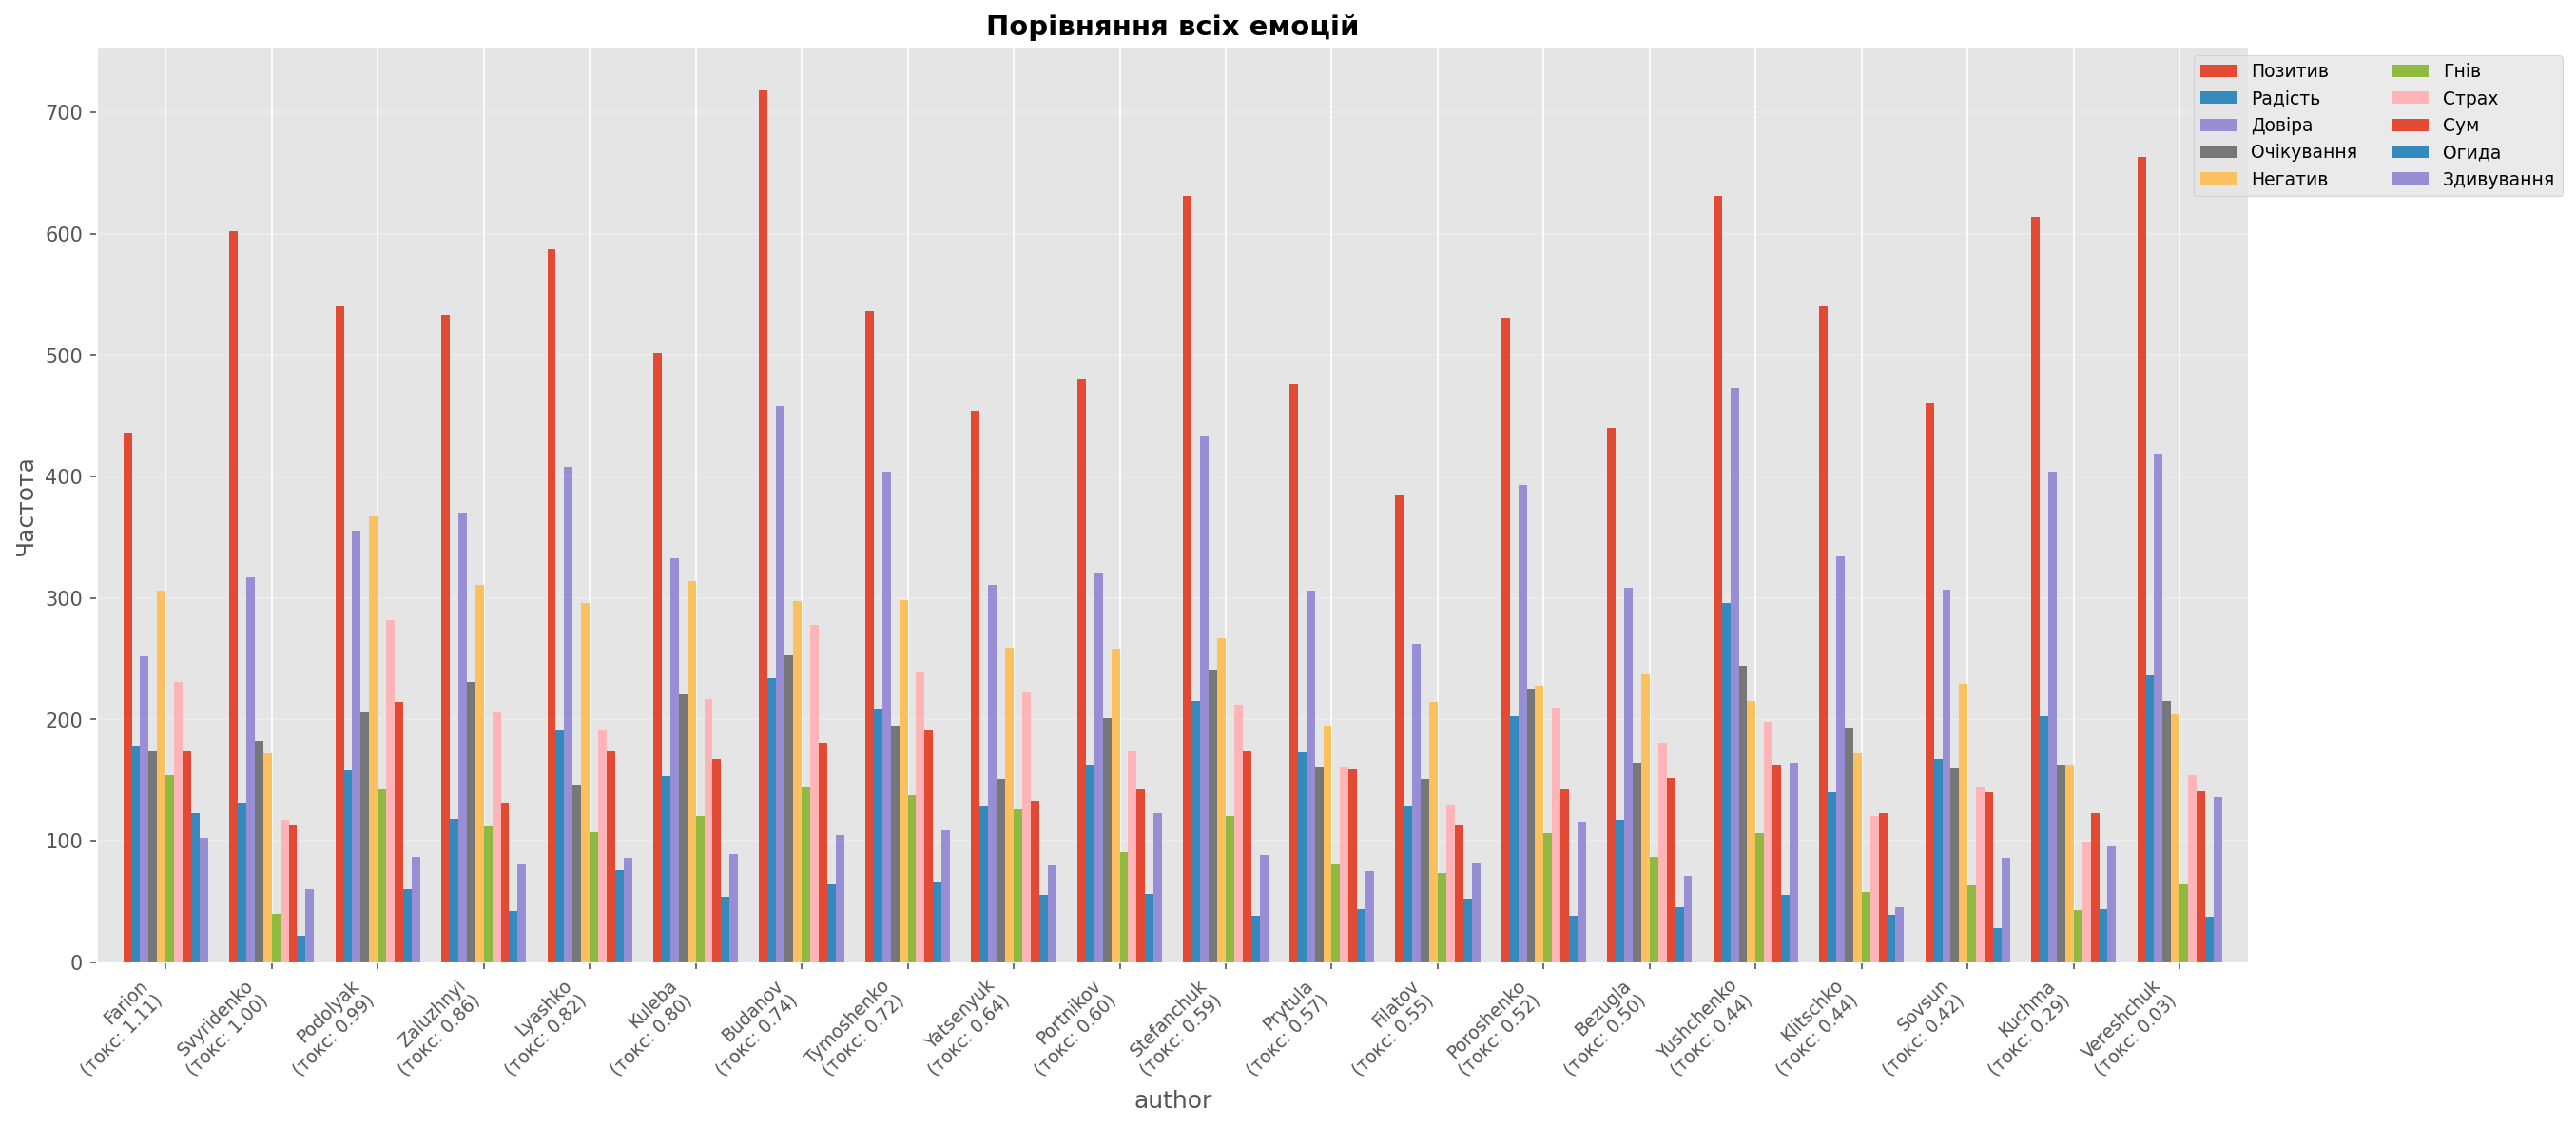 Порівняння всіх емоцій
Позитив
Радість
Довіра
Очікування
Негатив
Гнів
Страх
Сум
Огида
Здивування
Частота
700
600
500
400
300
200
100
0
Farion
(токс: 1.11)
Svyridenko
(токс: 1.00)
Podolyak
(токс: 0.99)
Zaluzhnyi
(токс: 0.86)
Lyashko
(токс: 0.82)
Kuleba
(токс: 0.80)
Budanov
(токс: 0.74)
Tymoshenko
(токс: 0.72)
Yatsenyuk
(токс: 0.64)
Portnikov
(токс: 0.60)
Stefanchuk
(токс: 0.59)
Prytula
(токс: 0.57)
Filatov
(токс: 0.55)
Poroshenko
(токс: 0.52)
Bezugla
(токс: 0.50)
Yushchenko
(токс: 0.44)
Klitschko
(токс: 0.44)
Sovsun
(токс: 0.42)
Kuchma
(токс: 0.29)
Vereshchuk
(токс: 0.03)
author